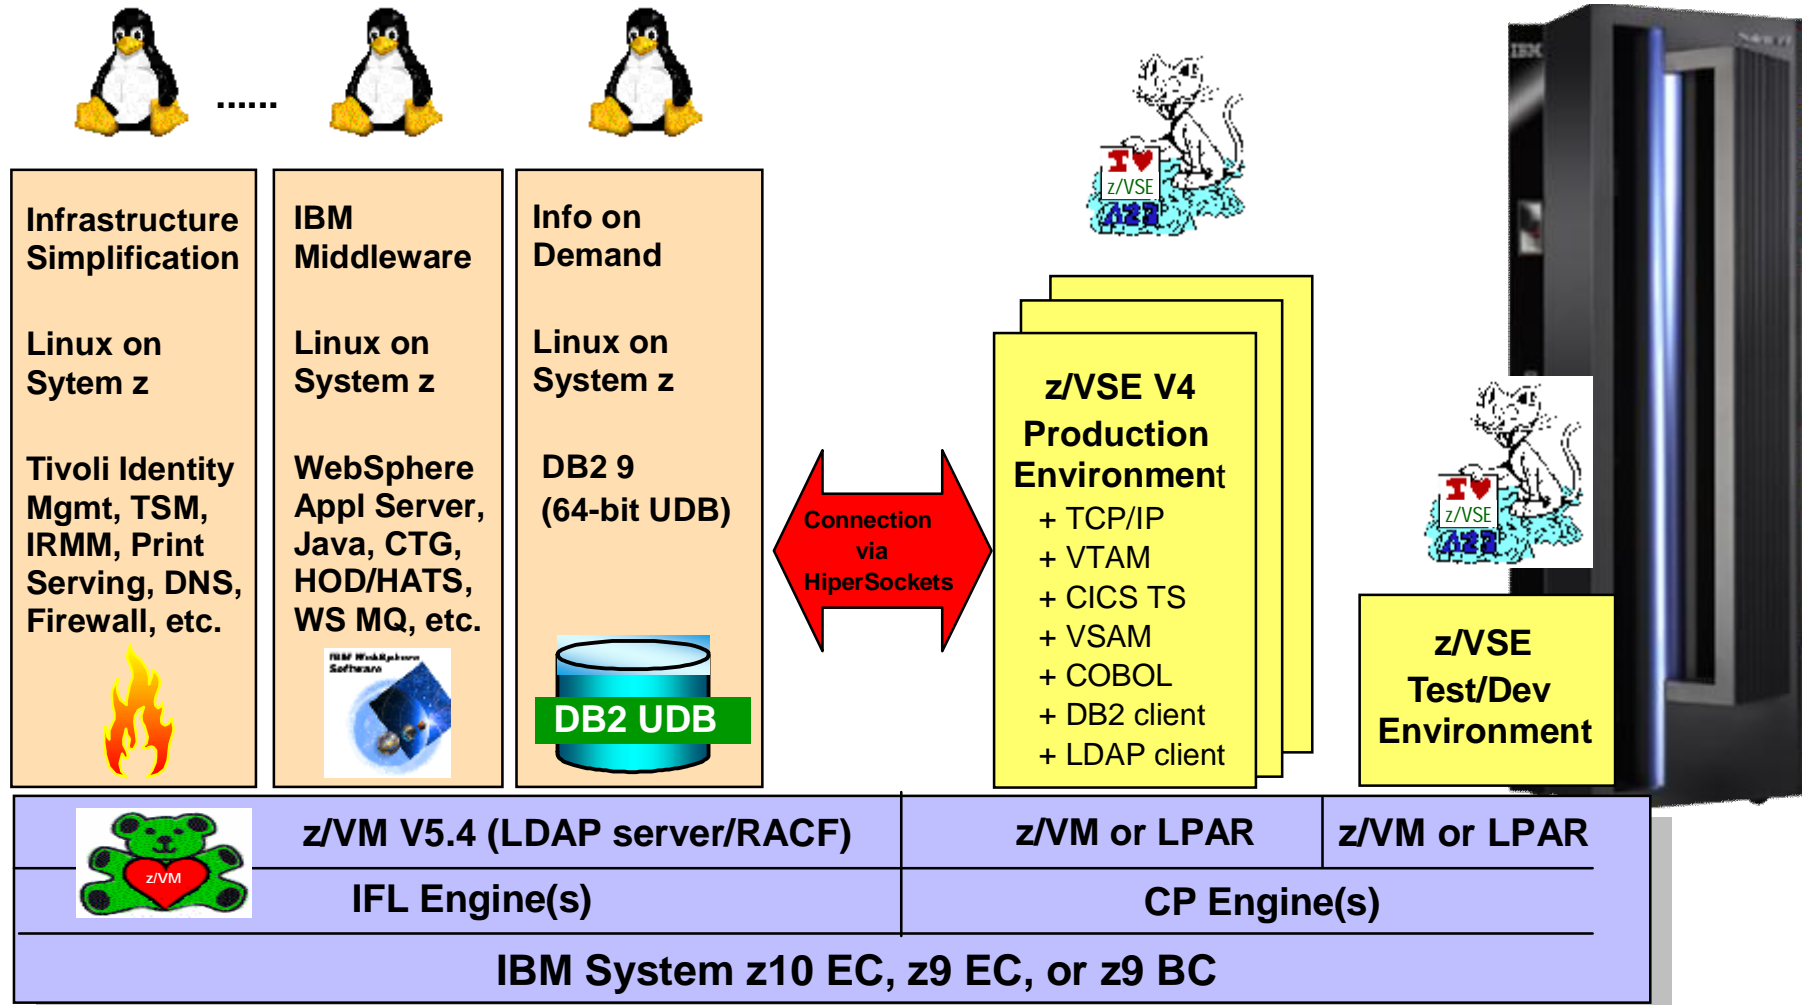 ......
Infrastructure
Simplification
Linux on
Sytem z
Tivoli Identity
Mgmt, TSM,
IRMM, Print
Serving, DNS,
Firewall, etc.
IBM
Middleware
Linux on
System z
WebSphere
Appl Server,
Java, CTG,
HOD/HATS,
WS MQ, etc.
IBM WebSphere
Software
Info on
Demand
Linux on
System z
DB2 9
(64-bit UDB)
DB2 UDB
Connection
via
HiperSockets
I ♥
z/VSE
z/VSE V4
Production
Environment
+ TCP/IP
+ VTAM
+ CICS TS
+ VSAM
+ COBOL
+ DB2 client
+ LDAP client
I ♥
z/VSE
z/VSE
Test/Dev
Environment
IBM
z/VM
z/VM V5.4 (LDAP server/RACF)
z/VM or LPAR
z/VM or LPAR
IFL Engine(s)
CP Engine(s)
IBM System z10 EC, z9 EC, or z9 BC